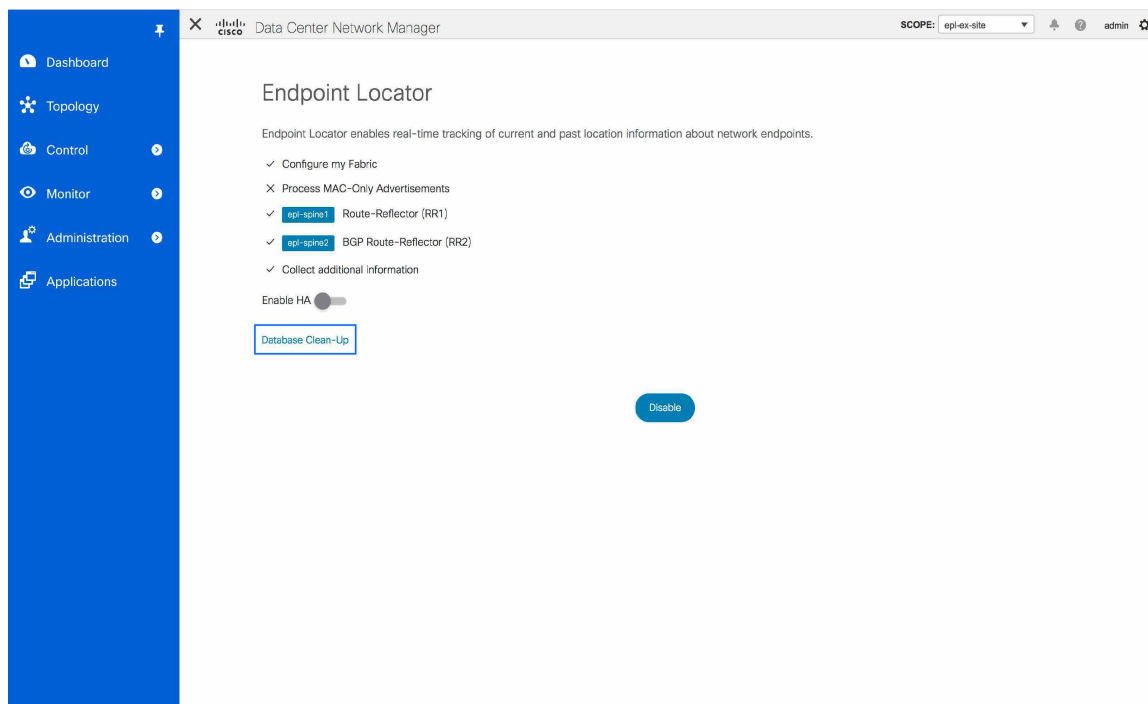 CISCO Data Center Network Manager
SCOPE: epl-ex-site admin
Dashboard
Topology
Control
Monitor
Administration
Applications
Endpoint Locator
Endpoint Locator enables real-time tracking of current and past location information about network endpoints.
Configure my Fabric
Process MAC-Only Advertisements
epl-spine1 Route-Reflector (RR1)
epl-spine2 BGP Route-Reflector (RR2)
Collect additional information
Enable HA
Database Clean-Up
Disable